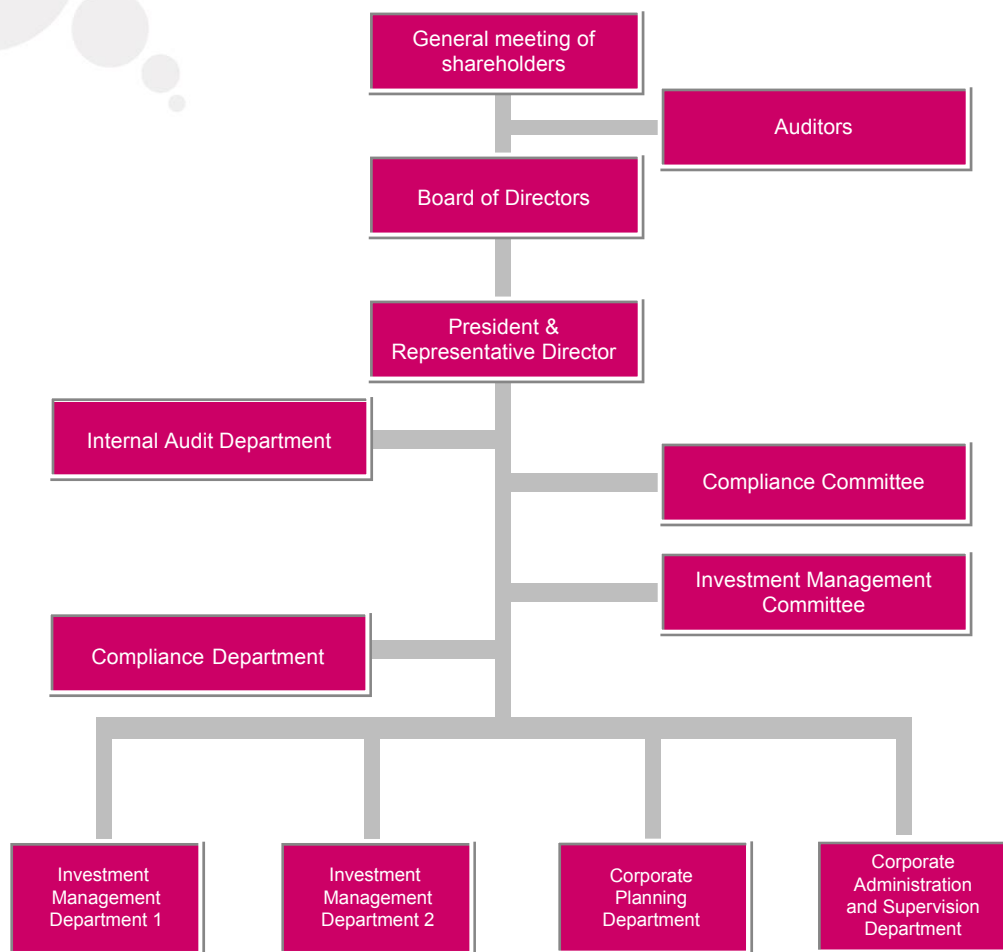 General meeting of
shareholders
Auditors
Board of Directors
President &
Representative Director
Internal Audit Department
Compliance Committee
Investment Management
Committee
Compliance Department
Investment
Management
Department 1
Investment
Management
Department 2
Corporate
Planning
Department
Corporate
Administration
and Supervision
Department